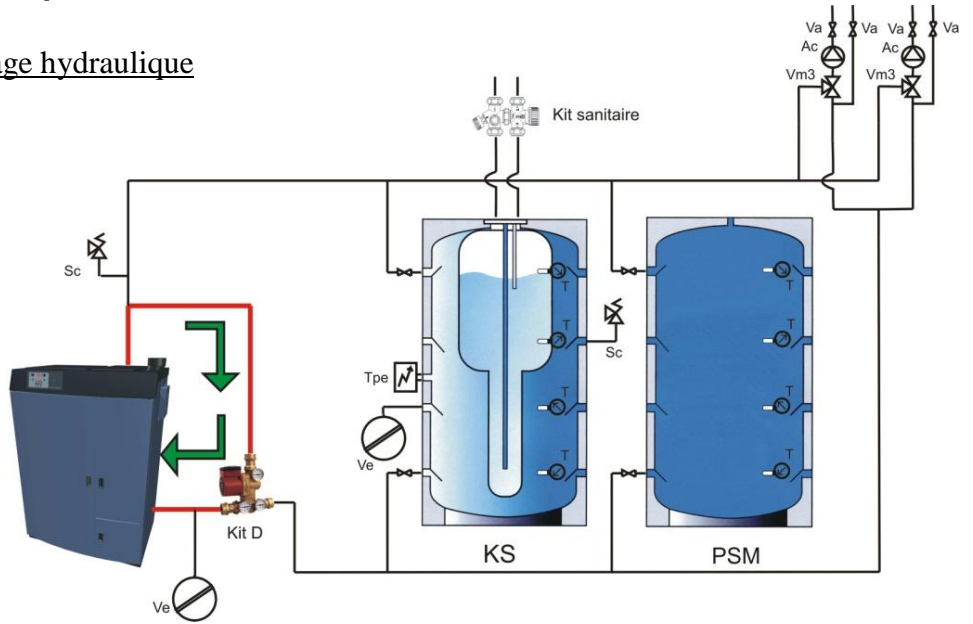 age hydraulique
Va
Va
Va
Va
Ac
Ac
Vm3
Vm3
Kit sanitaire
Sc
T
T
T
Sc
T
Tpe
T
T
Ve
T
T
Kit D
KS
PSM
Ve